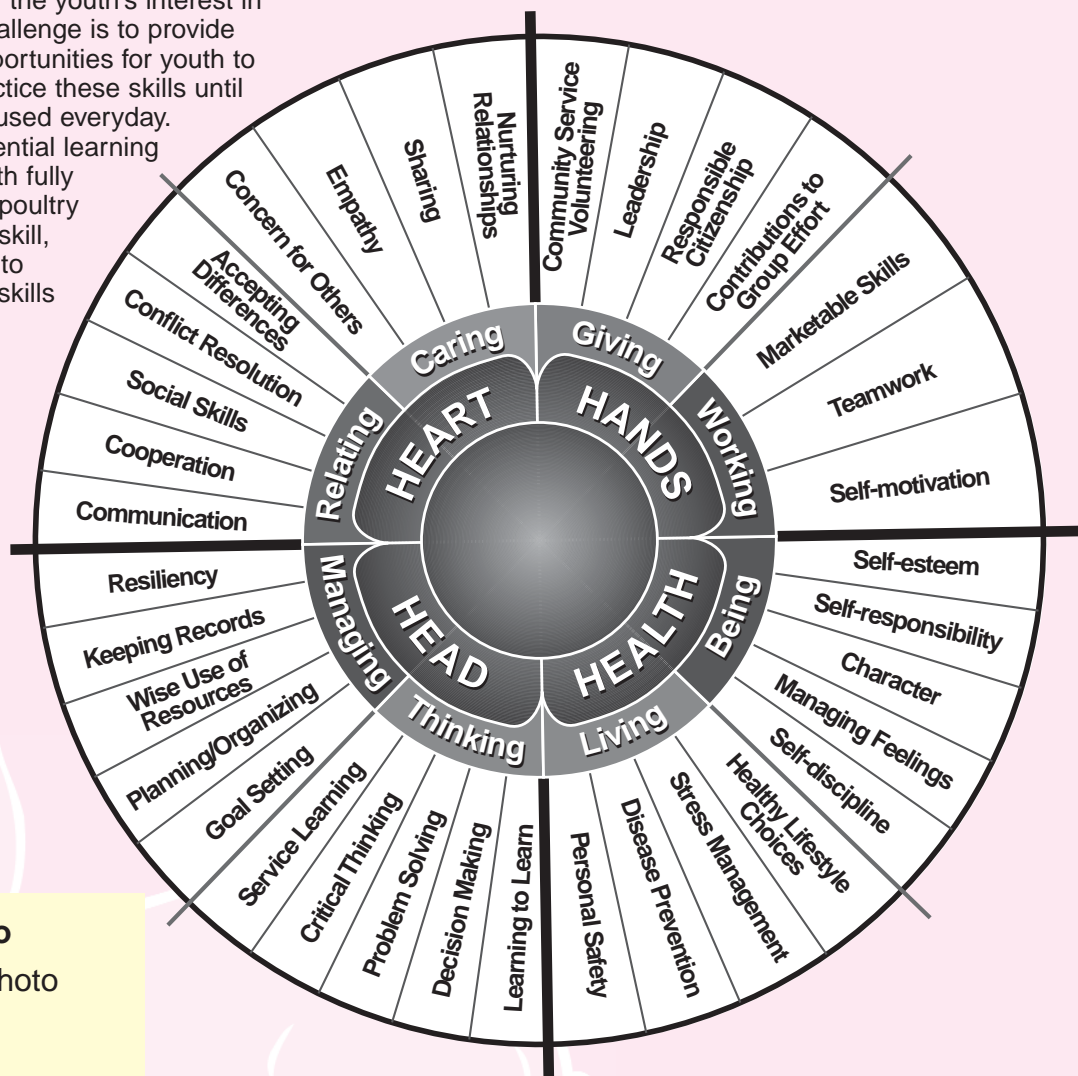 the youth's interest in
allenge is to provide
portunities for youth to
ctice these skills until
used everyday.
ential learning
th fully
poultry
skill,
to
skills
Nurturing
Relationships
Sharing
Empathy
Concern for Others
Accepting
Differences
Conflict Resolution
Social Skills
Cooperation
Communication
Community Service
Volunteering
Leadership
Responsible
Citizenship
Contributions to
Group Effort
Marketable Skills
Teamwork
Self-motivation
Caring
Giving
Relating
Working
HEART
HANDS
HEAD
HEALTH
Managing
Being
Thinking
Living
Resiliency
Keeping Records
Wise Use of
Resources
Planning/Organizing
Goal Setting
Service Learning
Critical Thinking
Problem Solving
Decision Making
Learning to Learn
Self-esteem
Self-responsibility
Character
Managing Feelings
Self-discipline
Healthy Lifestyle
Choices
Stress Management
Disease Prevention
Personal Safety
hoto